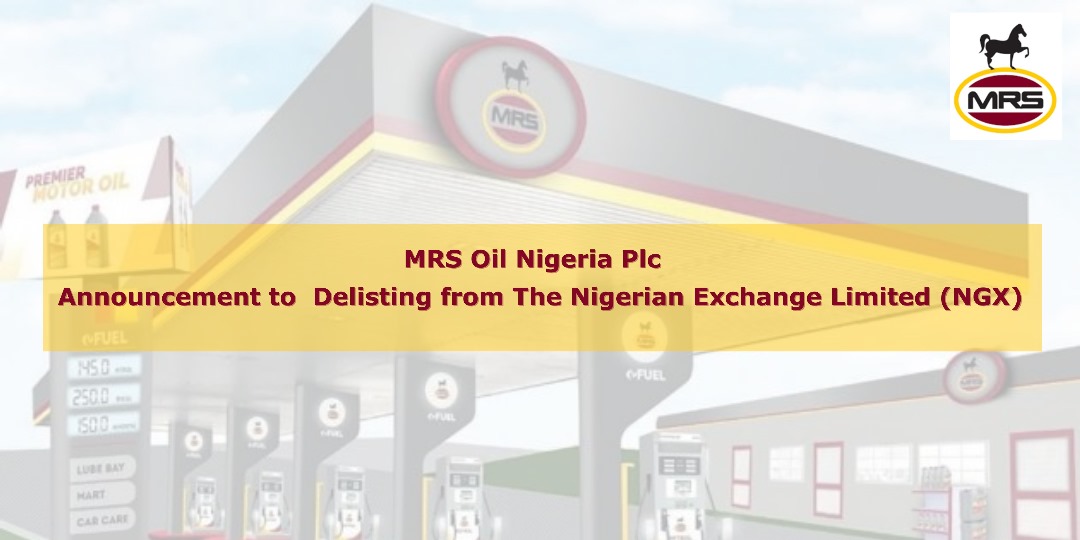 MRS
MRS
PREMIER
MOTOR OIL
MRS Oil Nigeria Plc
Announcement to  Delisting from The Nigerian Exchange Limited (NGX)
FUEL
145.0
250.0
150.0
FUEL
LUBE BAY
MART
CAR CARE